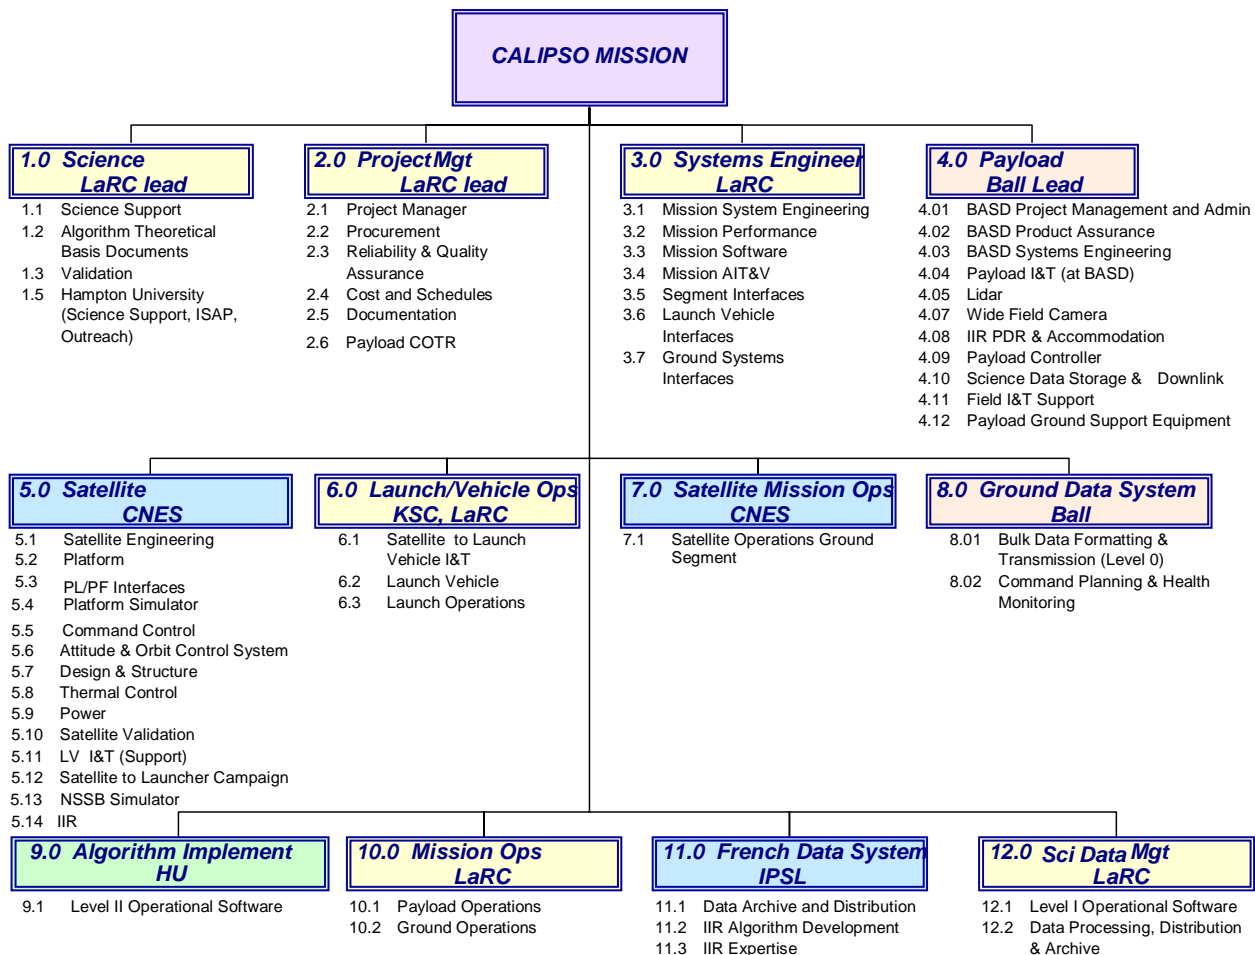 CALIPSO MISSION
1.0 Science
LaRC lead
1.1 Science Support
1.2 Algorithm Theoretical
Basis Documents
1.3 Validation
1.5 Hampton University
(Science Support, ISAP,
Outreach)
2.0 ProjectMgt
LaRC lead
2.1 Project Manager
2.2 Procurement
2.3 Reliability & Quality
Assurance
2.4 Cost and Schedules
2.5 Documentation
2.6 Payload COTR
3.0 Systems Engineer
LaRC
3.1 Mission System Engineering
3.2 Mission Performance
3.3 Mission Software
3.4 Mission AIT&V
3.5 Segment Interfaces
3.6 Launch Vehicle
Interfaces
3.7 Ground Systems
Interfaces
4.0 Payload
Ball Lead
4.01 BASD Project Management and Admin
4.02 BASD Product Assurance
4.03 BASD Systems Engineering
4.04 Payload I&T (at BASD)
4.05 Lidar
4.07 Wide Field Camera
4.08 IIR PDR & Accommodation
4.09 Payload Controller
4.10 Science Data Storage & Downlink
4.11 Field I&T Support
4.12 Payload Ground Support Equipment
5.0 Satellite
CNES
5.1 Satellite Engineering
5.2 Platform
5.3 PL/PF Interfaces
5.4 Platform Simulator
5.5 Command Control
5.6 Attitude & Orbit Control System
5.7 Design & Structure
5.8 Thermal Control
5.9 Power
5.10 Satellite Validation
5.11 LV I&T (Support)
5.12 Satellite to Launcher Campaign
5.13 NSSB Simulator
5.14 IIR
6.0 Launch/Vehicle Ops
KSC, LaRC
6.1 Satellite to Launch
Vehicle I&T
6.2 Launch Vehicle
6.3 Launch Operations
7.0 Satellite Mission Ops
CNES
7.1 Satellite Operations Ground
Segment
8.0 Ground Data System
Ball
8.01 Bulk Data Formatting &
Transmission (Level 0)
8.02 Command Planning & Health
Monitoring
9.0 Algorithm Implement
HU
9.1 Level II Operational Software
10.0 Mission Ops
LaRC
10.1 Payload Operations
10.2 Ground Operations
11.0 French Data System
IPSL
11.1 Data Archive and Distribution
11.2 IIR Algorithm Development
11.3 IIR Expertise
12.0 Sci Data Mgt
LaRC
12.1 Level I Operational Software
12.2 Data Processing, Distribution
& Archive